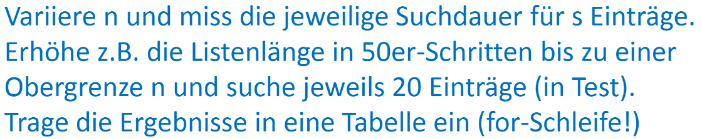 Variiere n und miss die jeweilige Suchdauer für s Einträge.
Erhöhe z.B. die Listenlänge in 50er-Schritten bis zu einer
Obergrenze n und suche jeweils 20 Einträge (in Test).
Trage die Ergebnisse in eine Tabelle ein (for-Schleife!)